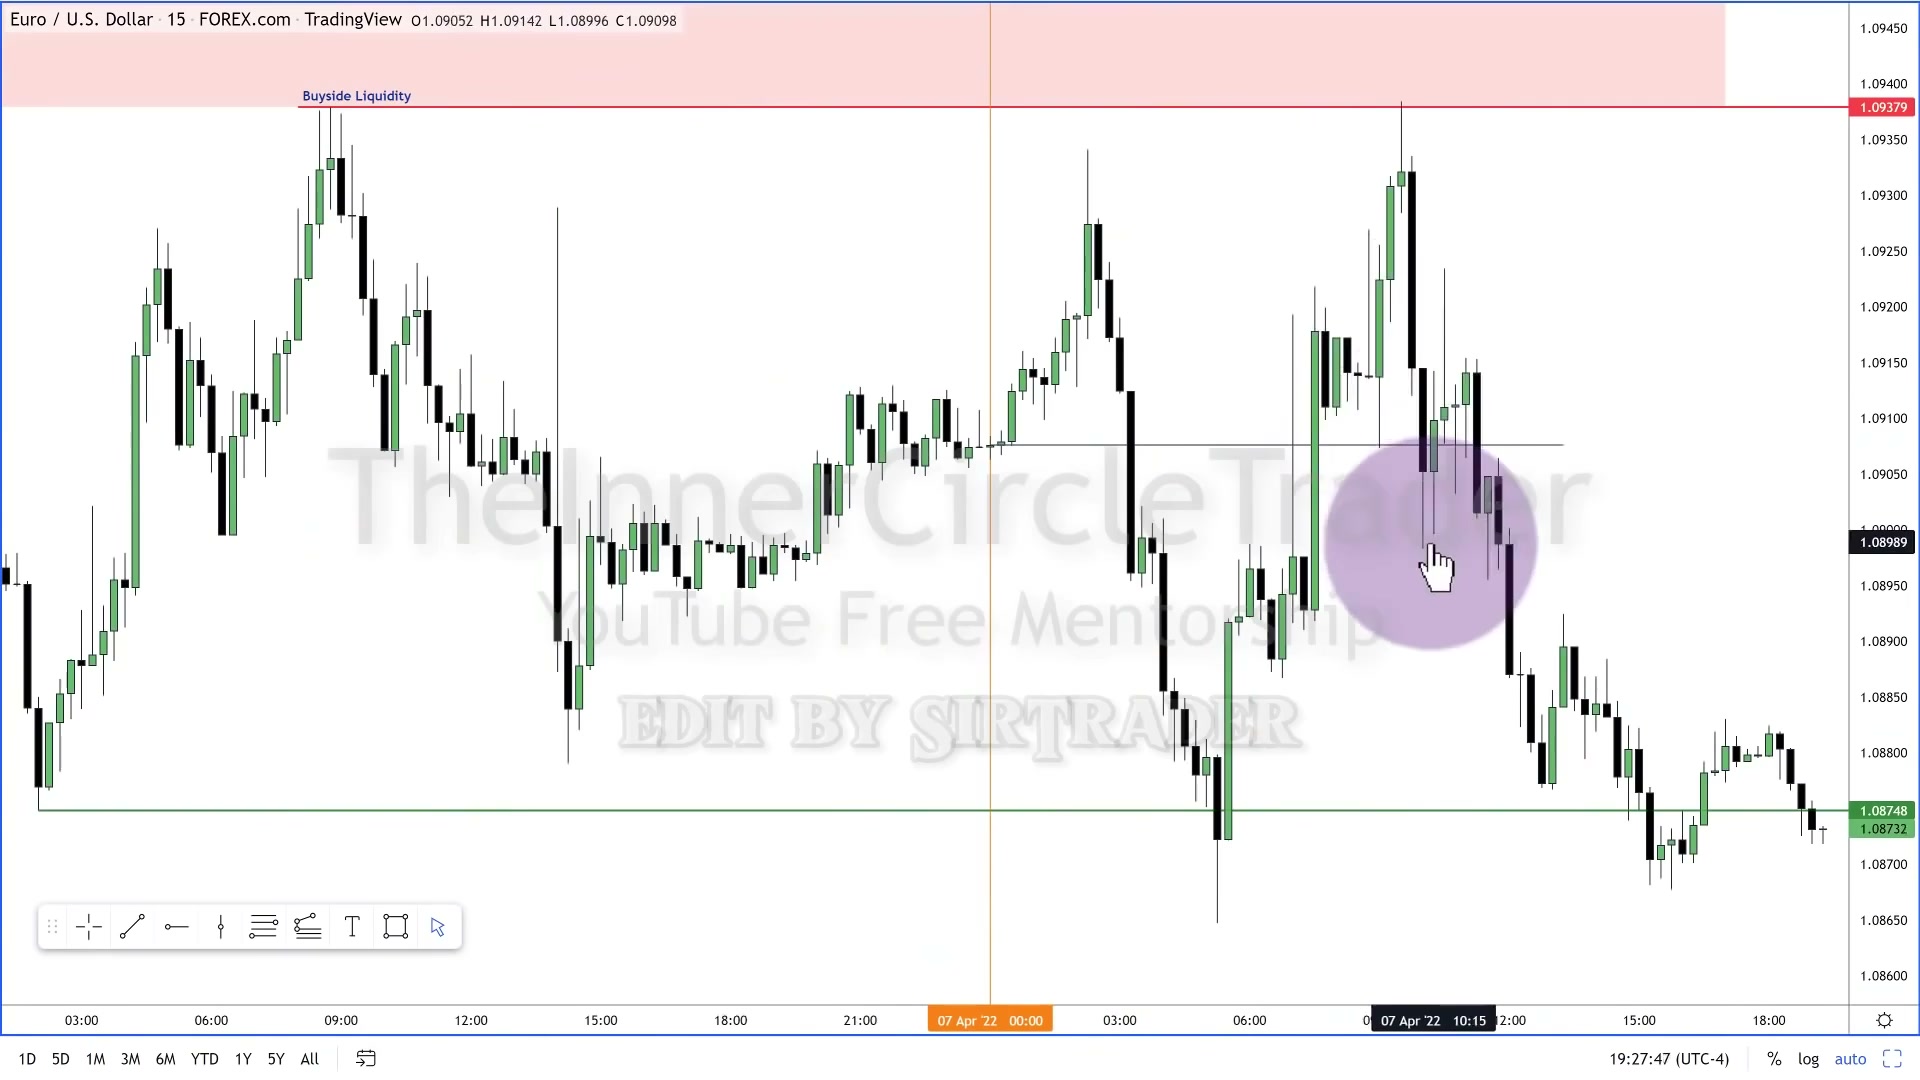 Euro / U.S. Dollar · 15 · FOREX.com · TradingView O1.09052 H1.09142 L1.08996 C1.09098
Buyside Liquidity
1.09450
1.09400
1.09379
1.09350
1.09300
1.09250
1.09200
1.09150
1.09100
1.09050
1.08989
1.08950
1.08900
1.08850
1.08800
1.08748
1.08732
1.08700
1.08650
1.08600
TheInnerCircleTrader
YouTube Free Mentorship
EDIT BY SIRTRADER
T
03:00 06:00 09:00 12:00 15:00 18:00 21:00 07 Apr '22 00:00 03:00 06:00 07 Apr '22 10:15 12:00 15:00 18:00
1D 5D 1M 3M 6M YTD 1Y 5Y All 19:27:47 (UTC-4) % log auto